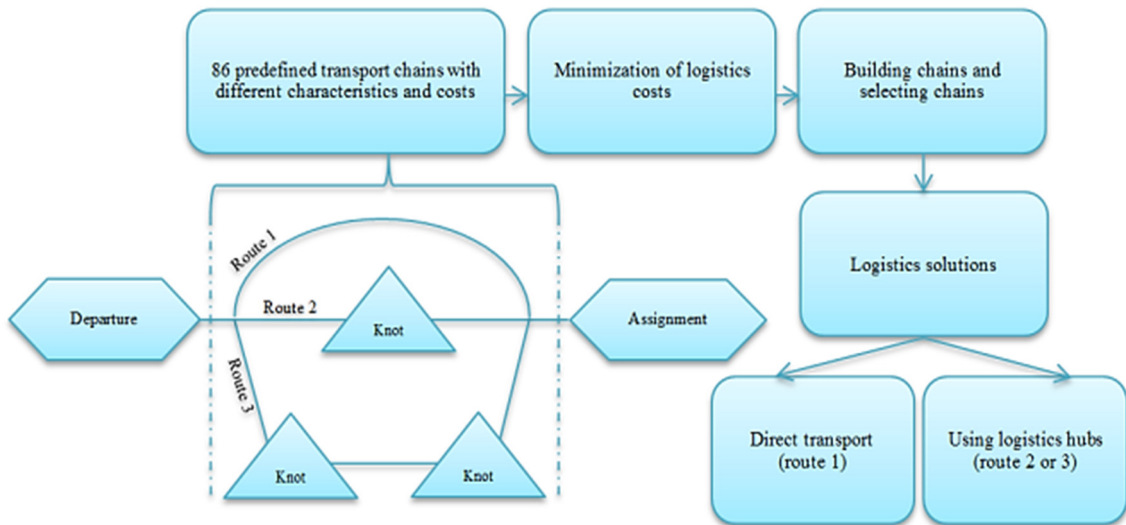 86 predefined transport chains with
different characteristics and costs
Minimization of logistics
costs
Building chains and
selecting chains
Route 1
Route 2
Route 3
Departure
Knot
Assignment
Knot
Knot
Logistics solutions
Direct transport
(route 1)
Using logistics hubs
(route 2 or 3)